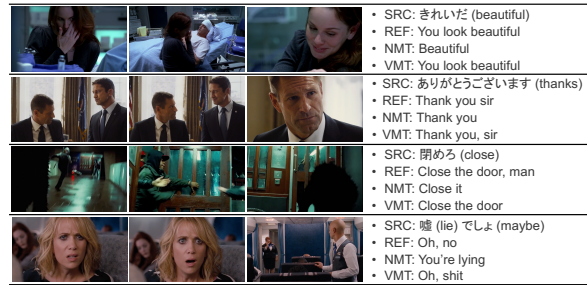 • SRC: きれいだ (beautiful)
• REF: You look beautiful
• NMT: Beautiful
• VMT: You look beautiful
• SRC: ありがとうございます (thanks)
• REF: Thank you sir
• NMT: Thank you
• VMT: Thank you, sir
• SRC: 閉めろ (close)
• REF: Close the door, man
• NMT: Close it
• VMT: Close the door
• SRC: 嘘 (lie) でしょ (maybe)
• REF: Oh, no
• NMT: You're lying
• VMT: Oh, shit